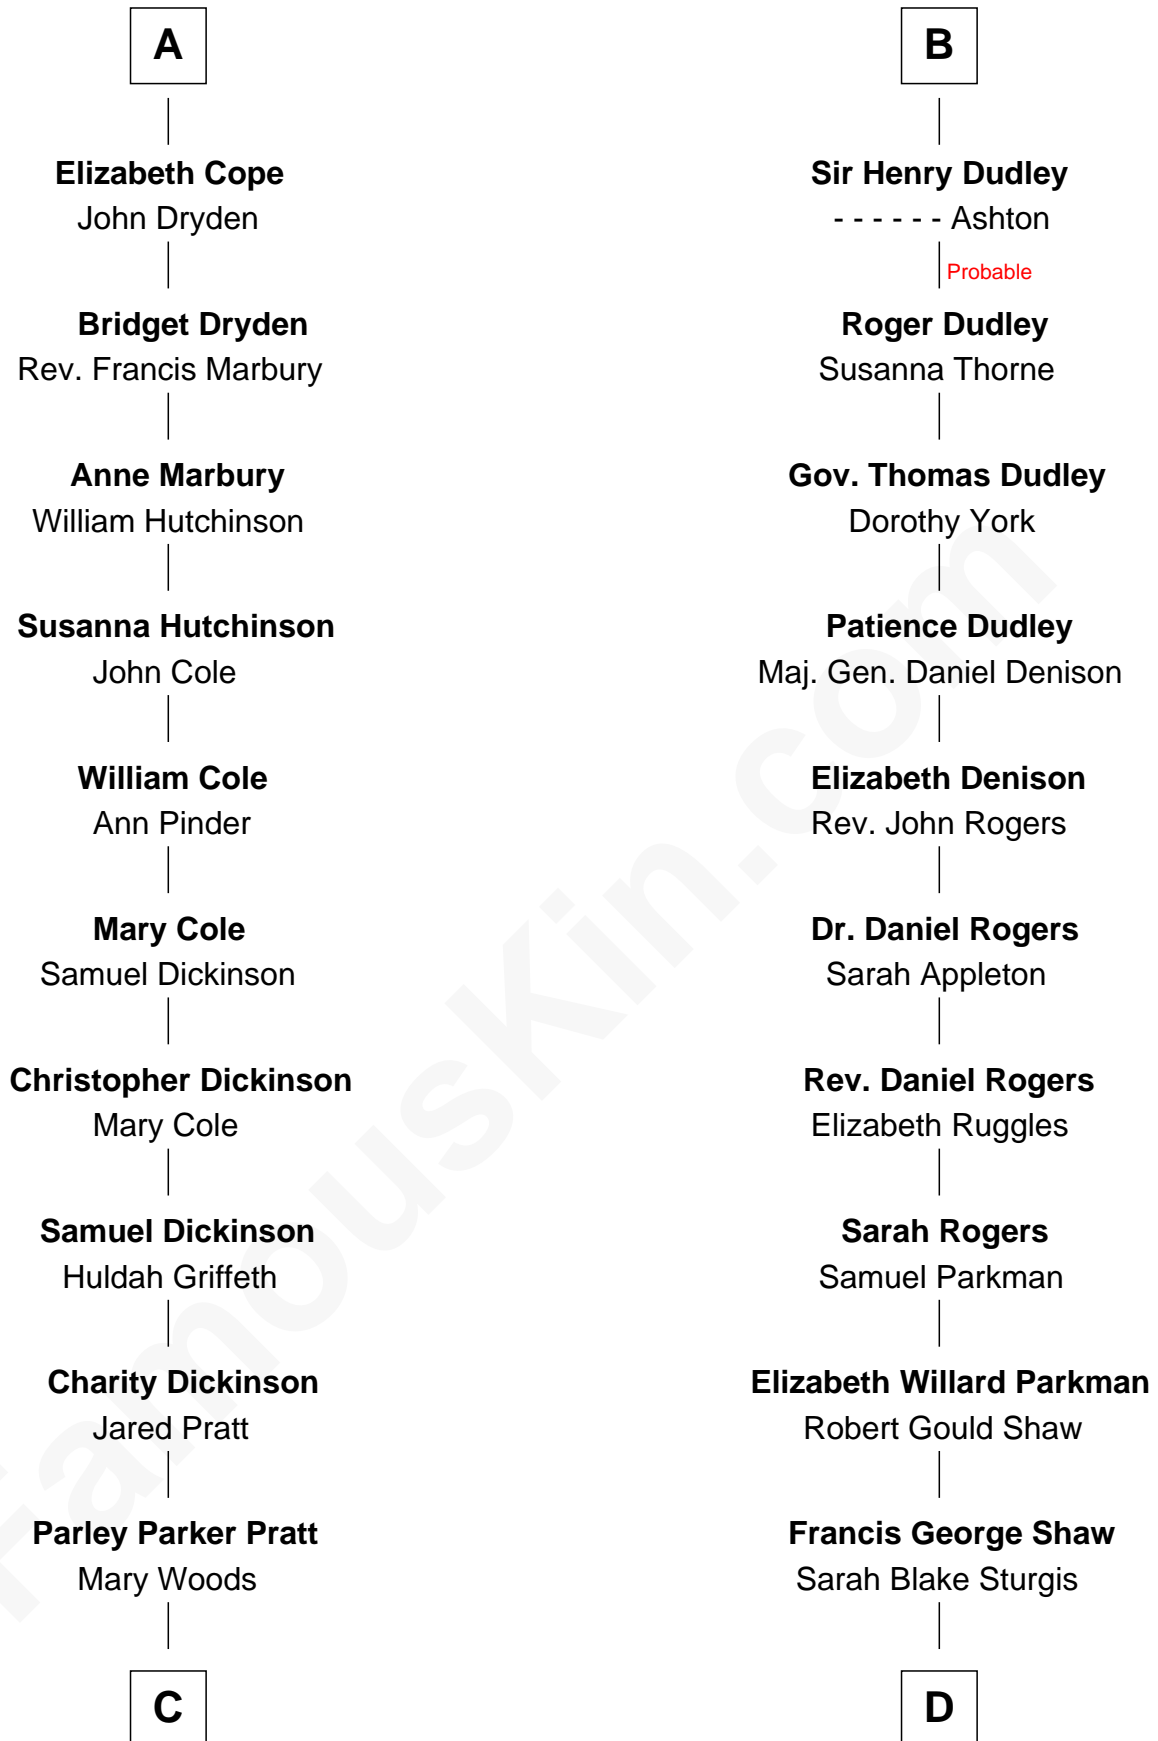 A
Elizabeth Cope
John Dryden
Bridget Dryden
Rev. Francis Marbury
Anne Marbury
William Hutchinson
Susanna Hutchinson
John Cole
William Cole
Ann Pinder
Mary Cole
Samuel Dickinson
Christopher Dickinson
Mary Cole
Samuel Dickinson
Huldah Griffeth
Charity Dickinson
Jared Pratt
Parley Parker Pratt
Mary Woods
C
B
Sir Henry Dudley
- - - - - - Ashton
Probable
Roger Dudley
Susanna Thorne
Gov. Thomas Dudley
Dorothy York
Patience Dudley
Maj. Gen. Daniel Denison
Elizabeth Denison
Rev. John Rogers
Dr. Daniel Rogers
Sarah Appleton
Rev. Daniel Rogers
Elizabeth Ruggles
Sarah Rogers
Samuel Parkman
Elizabeth Willard Parkman
Robert Gould Shaw
Francis George Shaw
Sarah Blake Sturgis
D
FamousKin.com